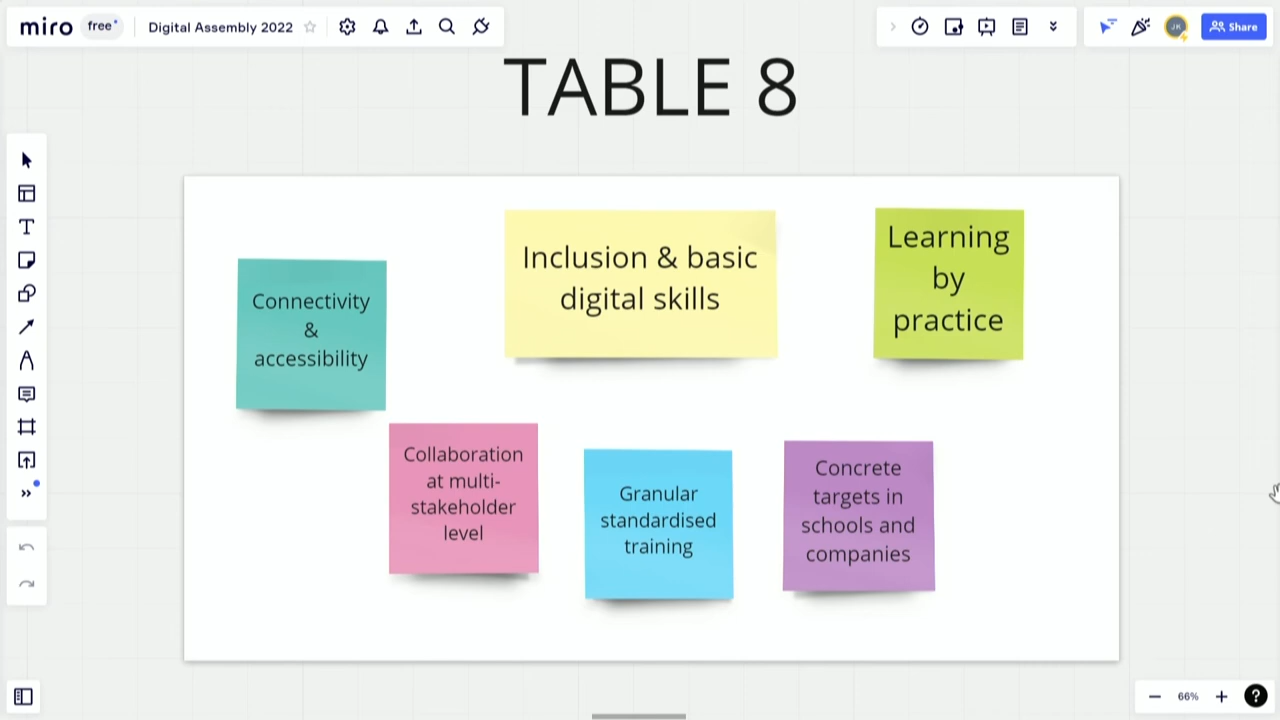 miro free Digital Assembly 2022
JK Share
TABLE 8
Inclusion & basic
digital skills
Learning
by
practice
Connectivity
&
accessibility
Collaboration
at multi-
stakeholder
level
Granular
standardised
training
Concrete
targets in
schools and
companies
66%